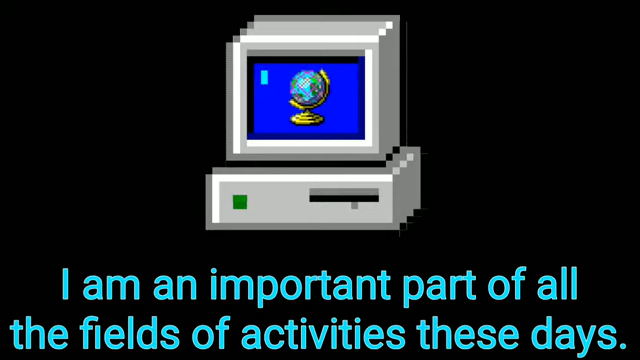 I am an important part of all
the fields of activities these days.